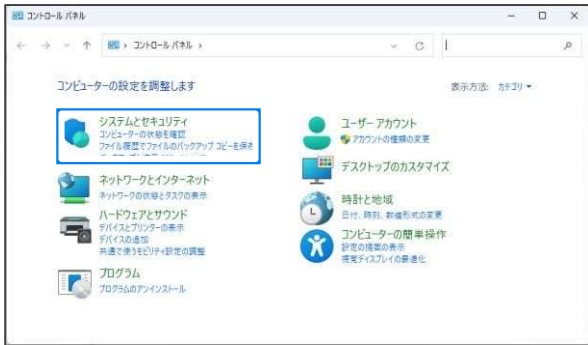 コントロール パネル
コントロール パネル
コンピューターの設定を調整します
表示方法: カテゴリ
システムとセキュリティ
コンピューターの状態を確認
ファイル履歴でファイルのバックアップ コピーを保存
ネットワークとインターネット
ネットワークの状態とタスクの表示
ハードウェアとサウンド
デバイスとプリンターの表示
デバイスの追加
共通で使うモビリティ設定の調整
プログラム
プログラムのアンインストール
ユーザー アカウント
アカウントの種類の変更
デスクトップのカスタマイズ
時計と地域
日付、時刻、数値形式の変更
コンピューターの簡単操作
設定の提案の表示
視覚ディスプレイの最適化